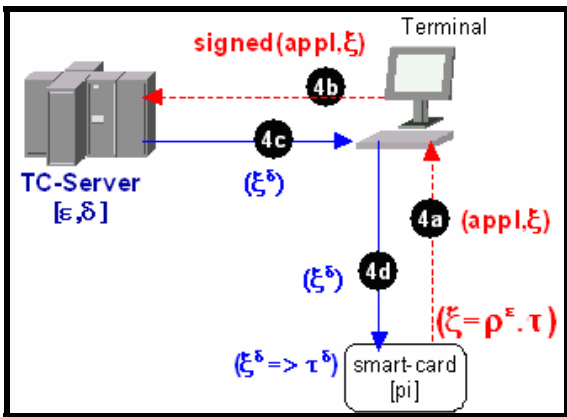 Terminal
signed(appl,ξ)
4b
4c
(ξ^δ)
TC-Server
[ε,δ]
4a
(appl,ξ)
4d
(ξ^δ)
(ξ=ρ^ε.τ)
(ξ^δ=> τ^δ)
smart-card
[pi]